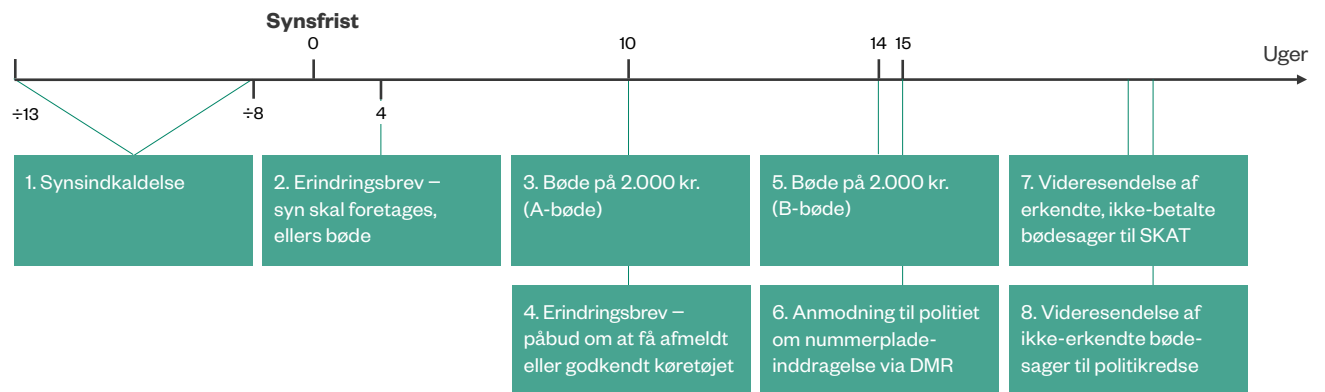 Synsfrist
0
10
14
15
Uger
÷13
÷8
4
1. Synsindkaldelse
2. Erindringsbrev –
syn skal foretages,
ellers bøde
3. Bøde på 2.000 kr.
(A-bøde)
5. Bøde på 2.000 kr.
(B-bøde)
7. Videresendelse af
erkendte, ikke-betalte
bødesager til SKAT
4. Erindringsbrev –
påbud om at få afmeldt
eller godkendt køretøjet
6. Anmodning til politiet
om nummerplade-
inddragelse via DMR
8. Videresendelse af
ikke-erkendte bøde-
sager til politikredse